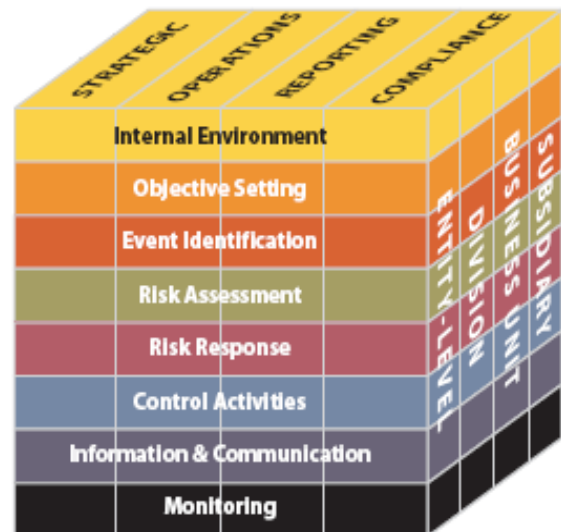 STRATEGIC
OPERATIONS
REPORTING
COMPLIANCE
Internal Environment
Objective Setting
Event Identification
Risk Assessment
Risk Response
Control Activities
Information & Communication
Monitoring
ENTITY-LEVEL
DIVISION
BUSINESS UNIT
SUBSIDIARY